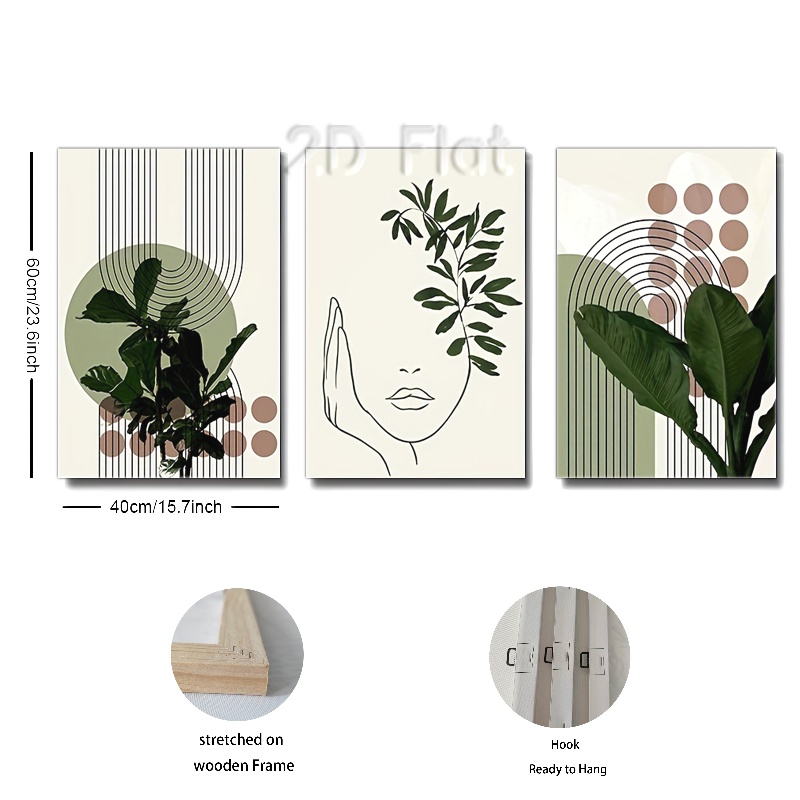 2D Flat
60cm/23.6inch
40cm/15.7inch
stretched on
wooden Frame
Hook
Ready to Hang